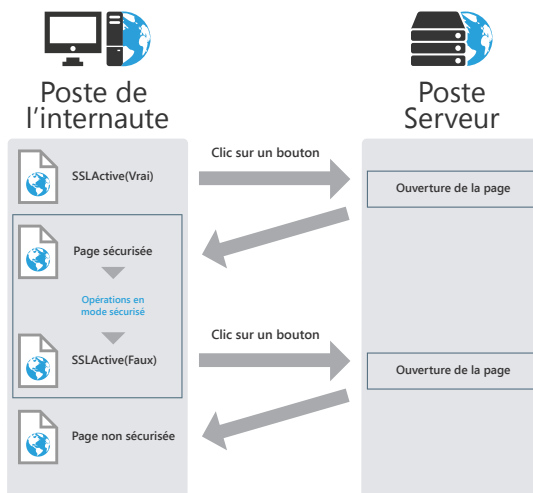 Poste de
l'internaute
Poste
Serveur
SSLActive(Vrai)
Clic sur un bouton
Ouverture de la page
Page sécurisée
Opérations en
mode sécurisé
SSLActive(Faux)
Clic sur un bouton
Ouverture de la page
Page non sécurisée